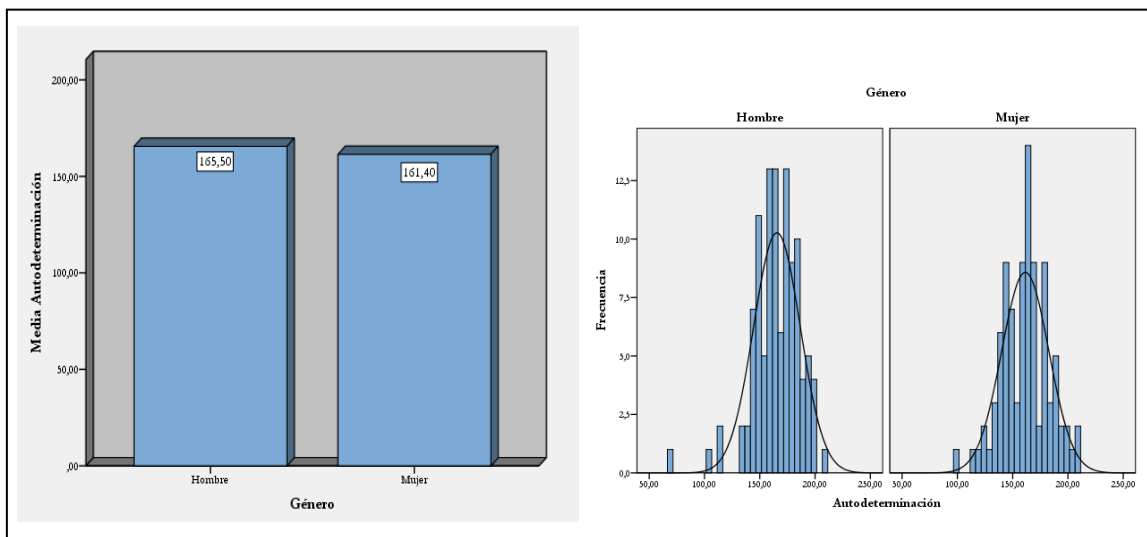 200,00
150,00
100,00
50,00
,00
Media Autodeterminación
165,50
161,40
Hombre
Mujer
Género
Género
Hombre
Mujer
12,5
10,0
7,5
5,0
2,5
0,0
Frecuencia
50,00 100,00 150,00 200,00 250,00 50,00 100,00 150,00 200,00 250,00
Autodeterminación